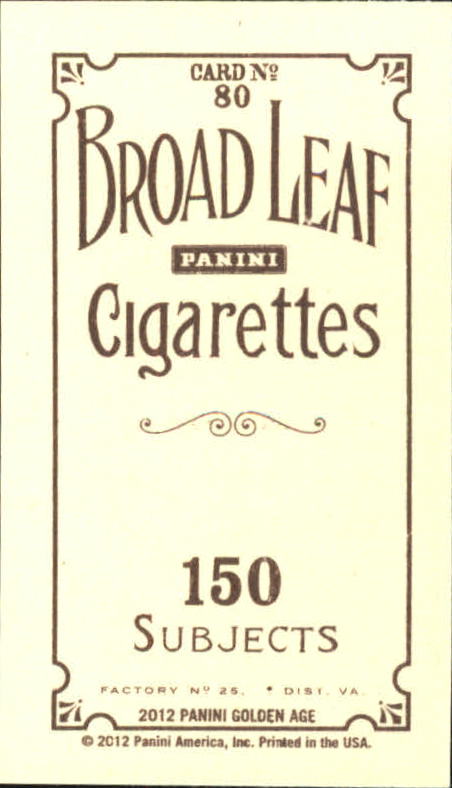 CARD Nº
80
BROAD LEAF
PANINI
Cigarettes
150
SUBJECTS
FACTORY Nº 25. • DIST. VA.
2012 PANINI GOLDEN AGE
© 2012 Panini America, Inc. Printed in the USA.